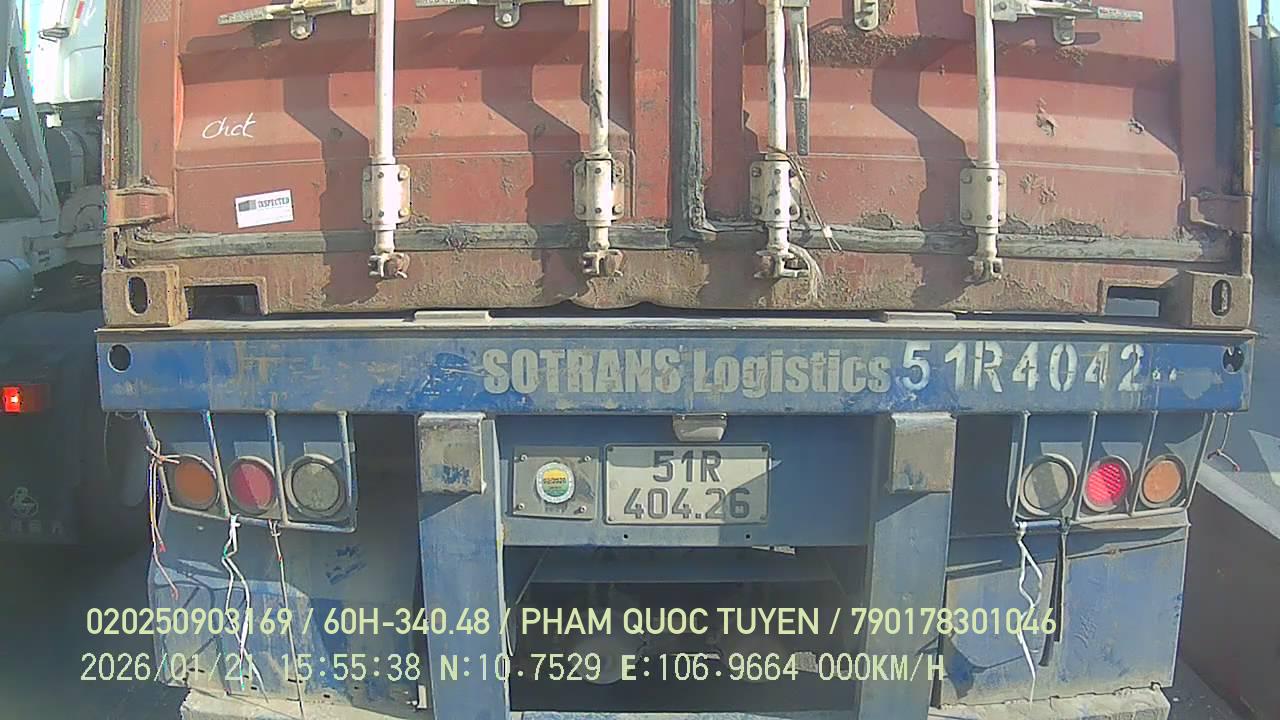 chct
INSPECTED
SOTRANS Logistics 51R4042
51R
404.26
020250903169 / 60H-340.48 / PHAM QUOC TUYEN / 790178301046
2026/01/21 15:55:38 N:10.7529 E:106.9664 000KM/H